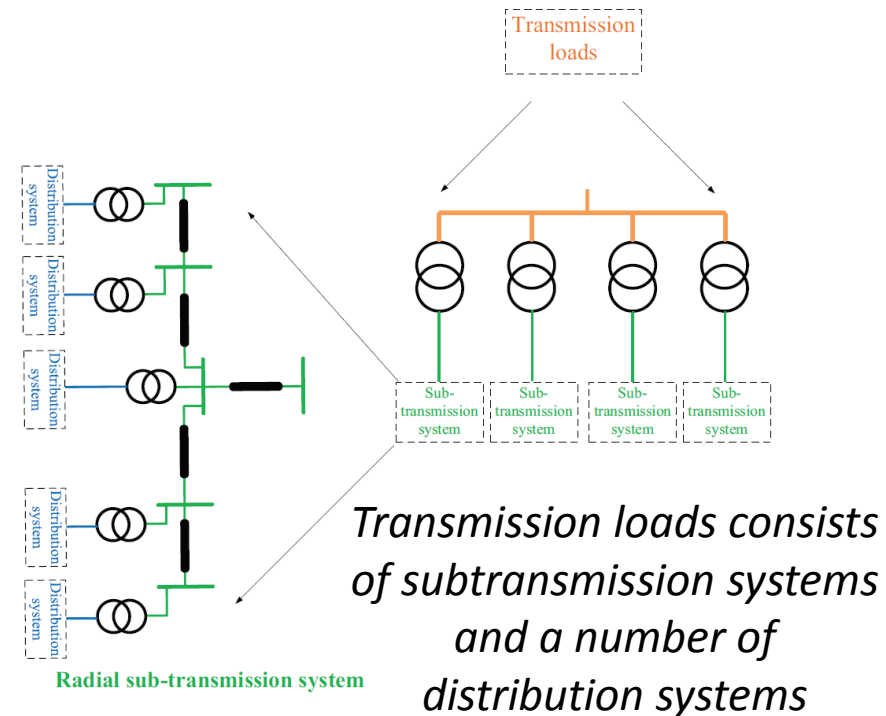 Transmission
loads
Distribution
system
Distribution
system
Distribution
system
Distribution
system
Distribution
system
Sub-
transmission
system
Sub-
transmission
system
Sub-
transmission
system
Sub-
transmission
system
Transmission loads consists
of subtransmission systems
and a number of
distribution systems
Radial sub-transmission system